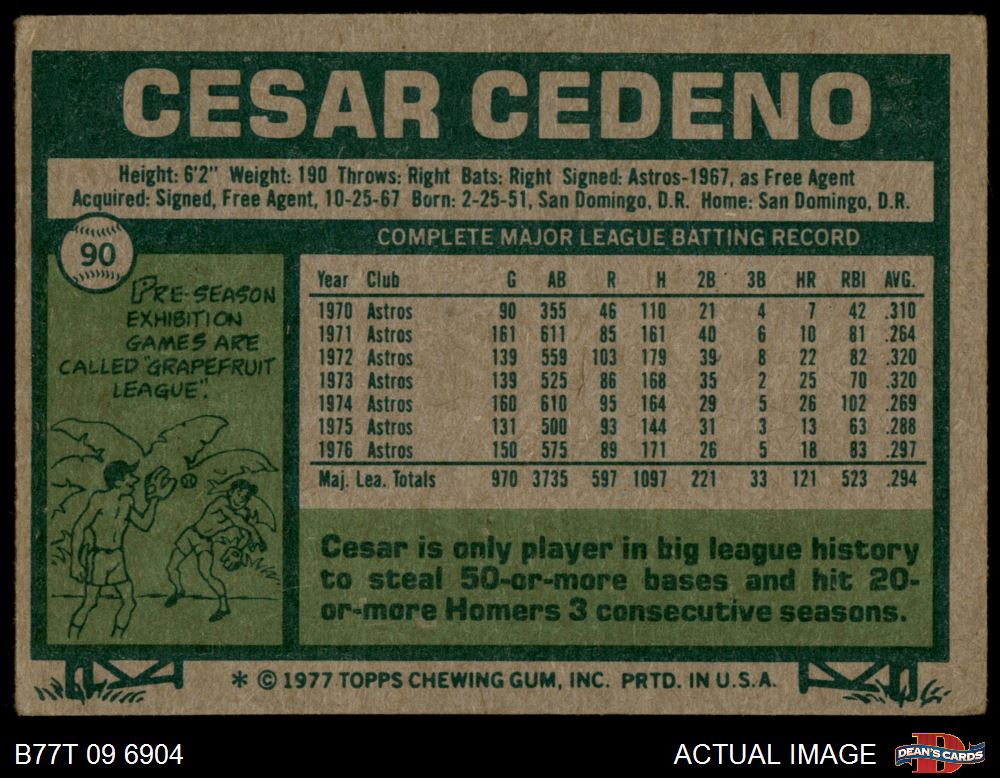 CESAR CEDENO
Height: 6'2" Weight: 190 Throws: Right Bats: Right Signed: Astros-1967, as Free Agent
Acquired: Signed, Free Agent, 10-25-67 Born: 2-25-51, San Domingo, D.R. Home: San Domingo, D.R.
90
PRE-SEASON
EXHIBITION
GAMES ARE
CALLED "GRAPEFRUIT
LEAGUE".
COMPLETE MAJOR LEAGUE BATTING RECORD
Year Club G AB R H 2B 3B HR RBI AVG.
1970 Astros 90 355 46 110 21 4 7 42 .310
1971 Astros 161 611 85 161 40 6 10 81 .264
1972 Astros 139 559 103 179 39 8 22 82 .320
1973 Astros 139 525 86 168 35 2 25 70 .320
1974 Astros 160 610 95 164 29 5 26 102 .269
1975 Astros 131 500 93 144 31 3 13 63 .288
1976 Astros 150 575 89 171 26 5 18 83 .297
Maj. Lea. Totals 970 3735 597 1097 221 33 121 523 .294
Cesar is only player in big league history
to steal 50-or-more bases and hit 20-
or-more Homers 3 consecutive seasons.
* © 1977 TOPPS CHEWING GUM, INC. PRTD. IN U.S.A.
B77T 09 6904
ACTUAL IMAGE
D
DEAN'S CARDS